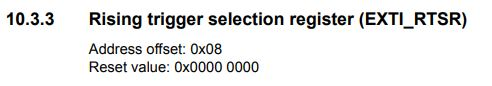 10.3.3 Rising trigger selection register (EXTI_RTSR)
Address offset: 0x08
Reset value: 0x0000 0000